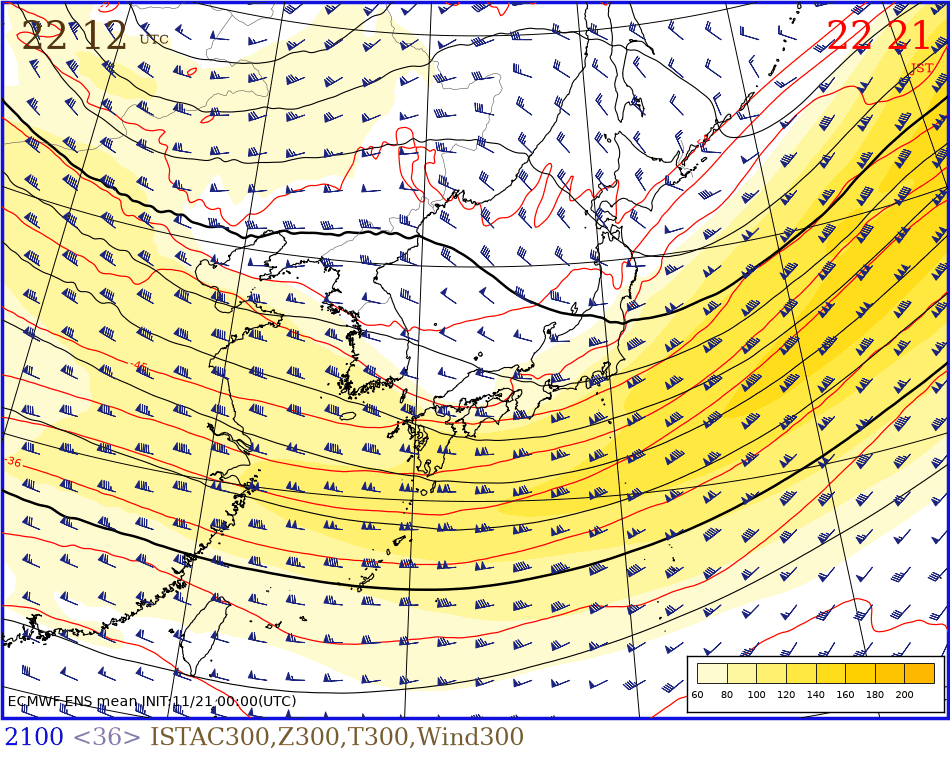 22 12 UTC
22 21
JST
-45
-36
60 80 100 120 140 160 180 200
ECMWF ENS mean INIT:11/21 00:00(UTC)
2100 <36> ISTAC300,Z300,T300,Wind300